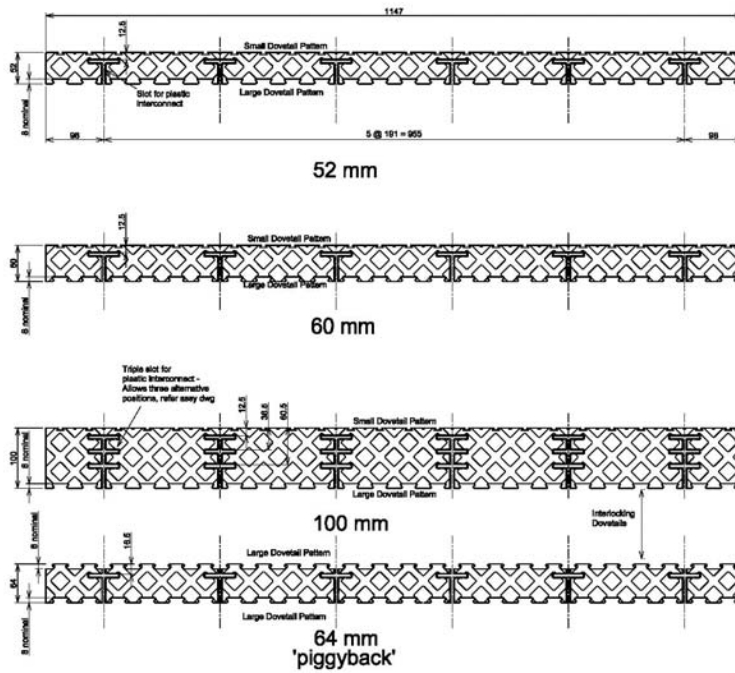 1147
12.5
Small Dovetail Pattern
52
Slot for plastic
interconnect
Large Dovetail Pattern
8 nominal
96
5 @ 191 = 955
96
52 mm
12.5
Small Dovetail Pattern
60
Large Dovetail Pattern
8 nominal
60 mm
Triple slot for
plastic interconnect -
Allows three alternative
positions, refer assy dwg
12.5
36.5
60.5
Small Dovetail Pattern
100
8 nominal
Large Dovetail Pattern
100 mm
Interlocking
Dovetails
8 nominal
16.5
Large Dovetail Pattern
64
8 nominal
Large Dovetail Pattern
64 mm
'piggyback'